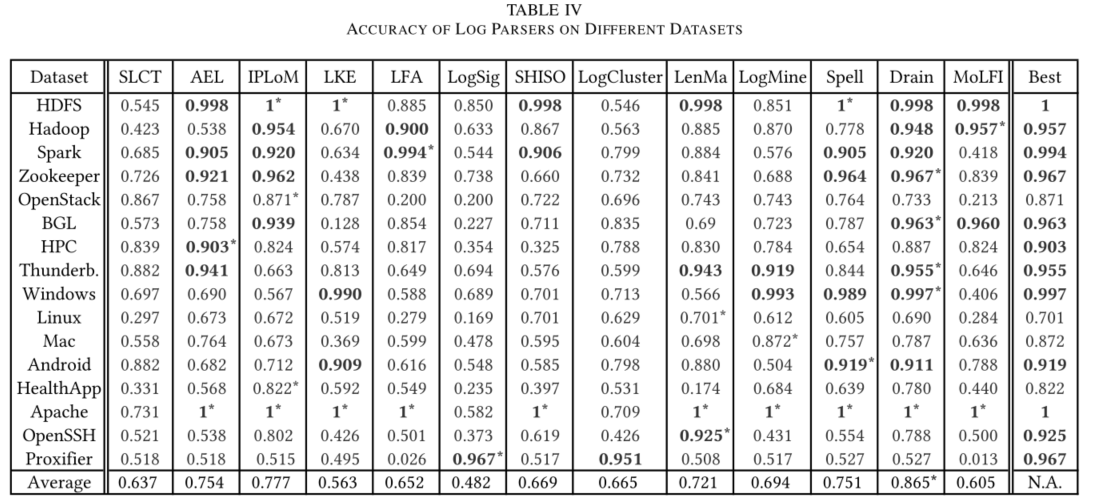 TABLE IV
ACCURACY OF LOG PARSERS ON DIFFERENT DATASETS
Dataset SLCT AEL IPLoM LKE LFA LogSig SHISO LogCluster LenMa LogMine Spell Drain MoLFI Best
HDFS 0.545 0.998 1* 1* 0.885 0.850 0.998 0.546 0.998 0.851 1* 0.998 0.998 1
Hadoop 0.423 0.538 0.954 0.670 0.900 0.633 0.867 0.563 0.885 0.870 0.778 0.948 0.957* 0.957
Spark 0.685 0.905 0.920 0.634 0.994* 0.544 0.906 0.799 0.884 0.576 0.905 0.920 0.418 0.994
Zookeeper 0.726 0.921 0.962 0.438 0.839 0.738 0.660 0.732 0.841 0.688 0.964 0.967* 0.839 0.967
OpenStack 0.867 0.758 0.871* 0.787 0.200 0.200 0.722 0.696 0.743 0.743 0.764 0.733 0.213 0.871
BGL 0.573 0.758 0.939 0.128 0.854 0.227 0.711 0.835 0.69 0.723 0.787 0.963* 0.960 0.963
HPC 0.839 0.903* 0.824 0.574 0.817 0.354 0.325 0.788 0.830 0.784 0.654 0.887 0.824 0.903
Thunderb. 0.882 0.941 0.663 0.813 0.649 0.694 0.576 0.599 0.943 0.919 0.844 0.955* 0.646 0.955
Windows 0.697 0.690 0.567 0.990 0.588 0.689 0.701 0.713 0.566 0.993 0.989 0.997* 0.406 0.997
Linux 0.297 0.673 0.672 0.519 0.279 0.169 0.701 0.629 0.701* 0.612 0.605 0.690 0.284 0.701
Mac 0.558 0.764 0.673 0.369 0.599 0.478 0.595 0.604 0.698 0.872* 0.757 0.787 0.636 0.872
Android 0.882 0.682 0.712 0.909 0.616 0.548 0.585 0.798 0.880 0.504 0.919* 0.911 0.788 0.919
HealthApp 0.331 0.568 0.822* 0.592 0.549 0.235 0.397 0.531 0.174 0.684 0.639 0.780 0.440 0.822
Apache 0.731 1* 1* 1* 1* 0.582 1* 0.709 1* 1* 1* 1* 1* 1
OpenSSH 0.521 0.538 0.802 0.426 0.501 0.373 0.619 0.426 0.925* 0.431 0.554 0.788 0.500 0.925
Proxifier 0.518 0.518 0.515 0.495 0.026 0.967* 0.517 0.951 0.508 0.517 0.527 0.527 0.013 0.967
Average 0.637 0.754 0.777 0.563 0.652 0.482 0.669 0.665 0.721 0.694 0.751 0.865* 0.605 N.A.